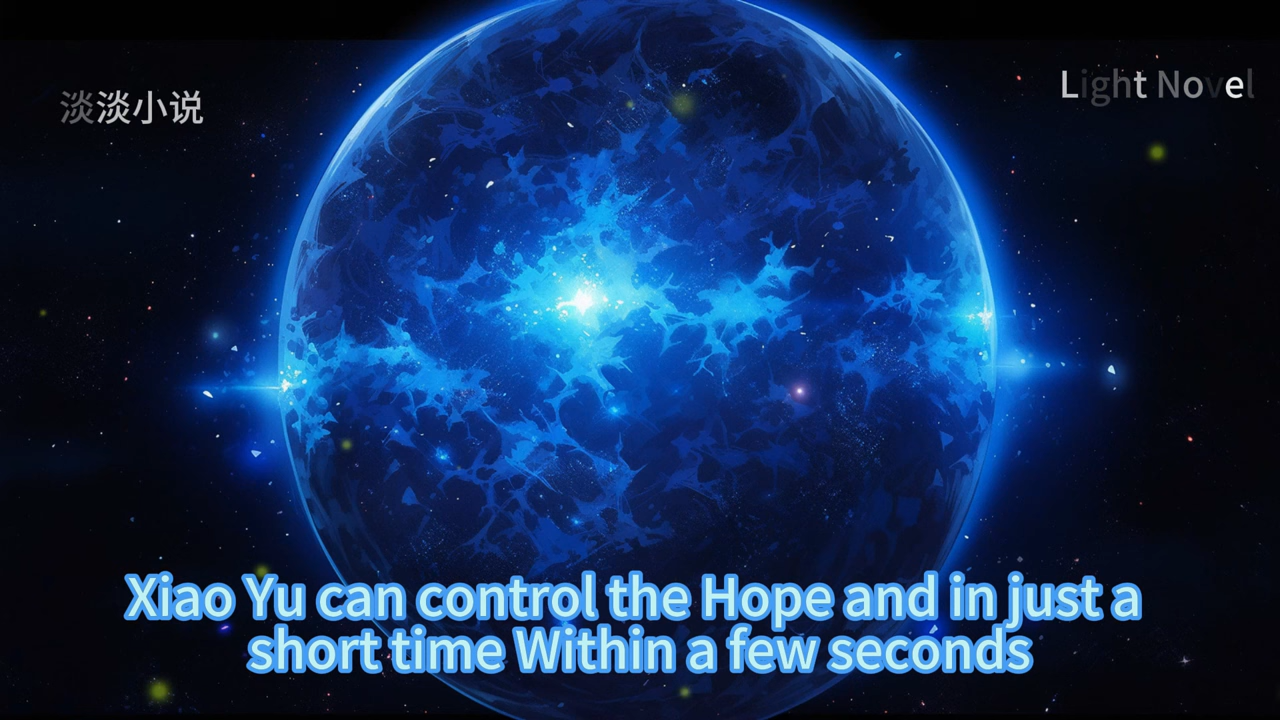 Light Novel
淡淡小说
Xiao Yu can control the Hope and in just a
short time Within a few seconds